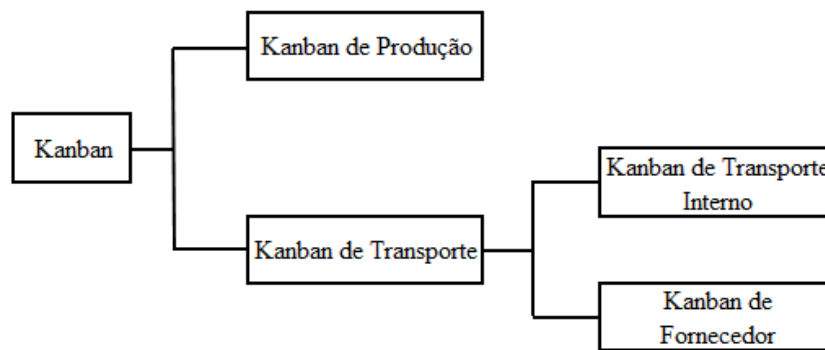 Kanban de Produção
Kanban
Kanban de Transporte
Kanban de Transporte
Interno
Kanban de
Fornecedor